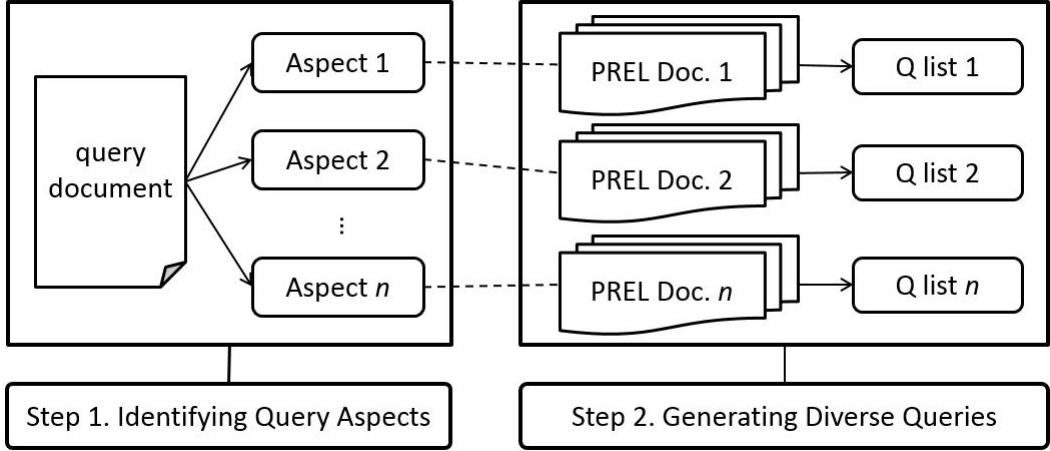 query
document
Aspect 1
Aspect 2
⋮
Aspect n
PREL Doc. 1
PREL Doc. 2
PREL Doc. n
Q list 1
Q list 2
Q list n
Step 1. Identifying Query Aspects
Step 2. Generating Diverse Queries